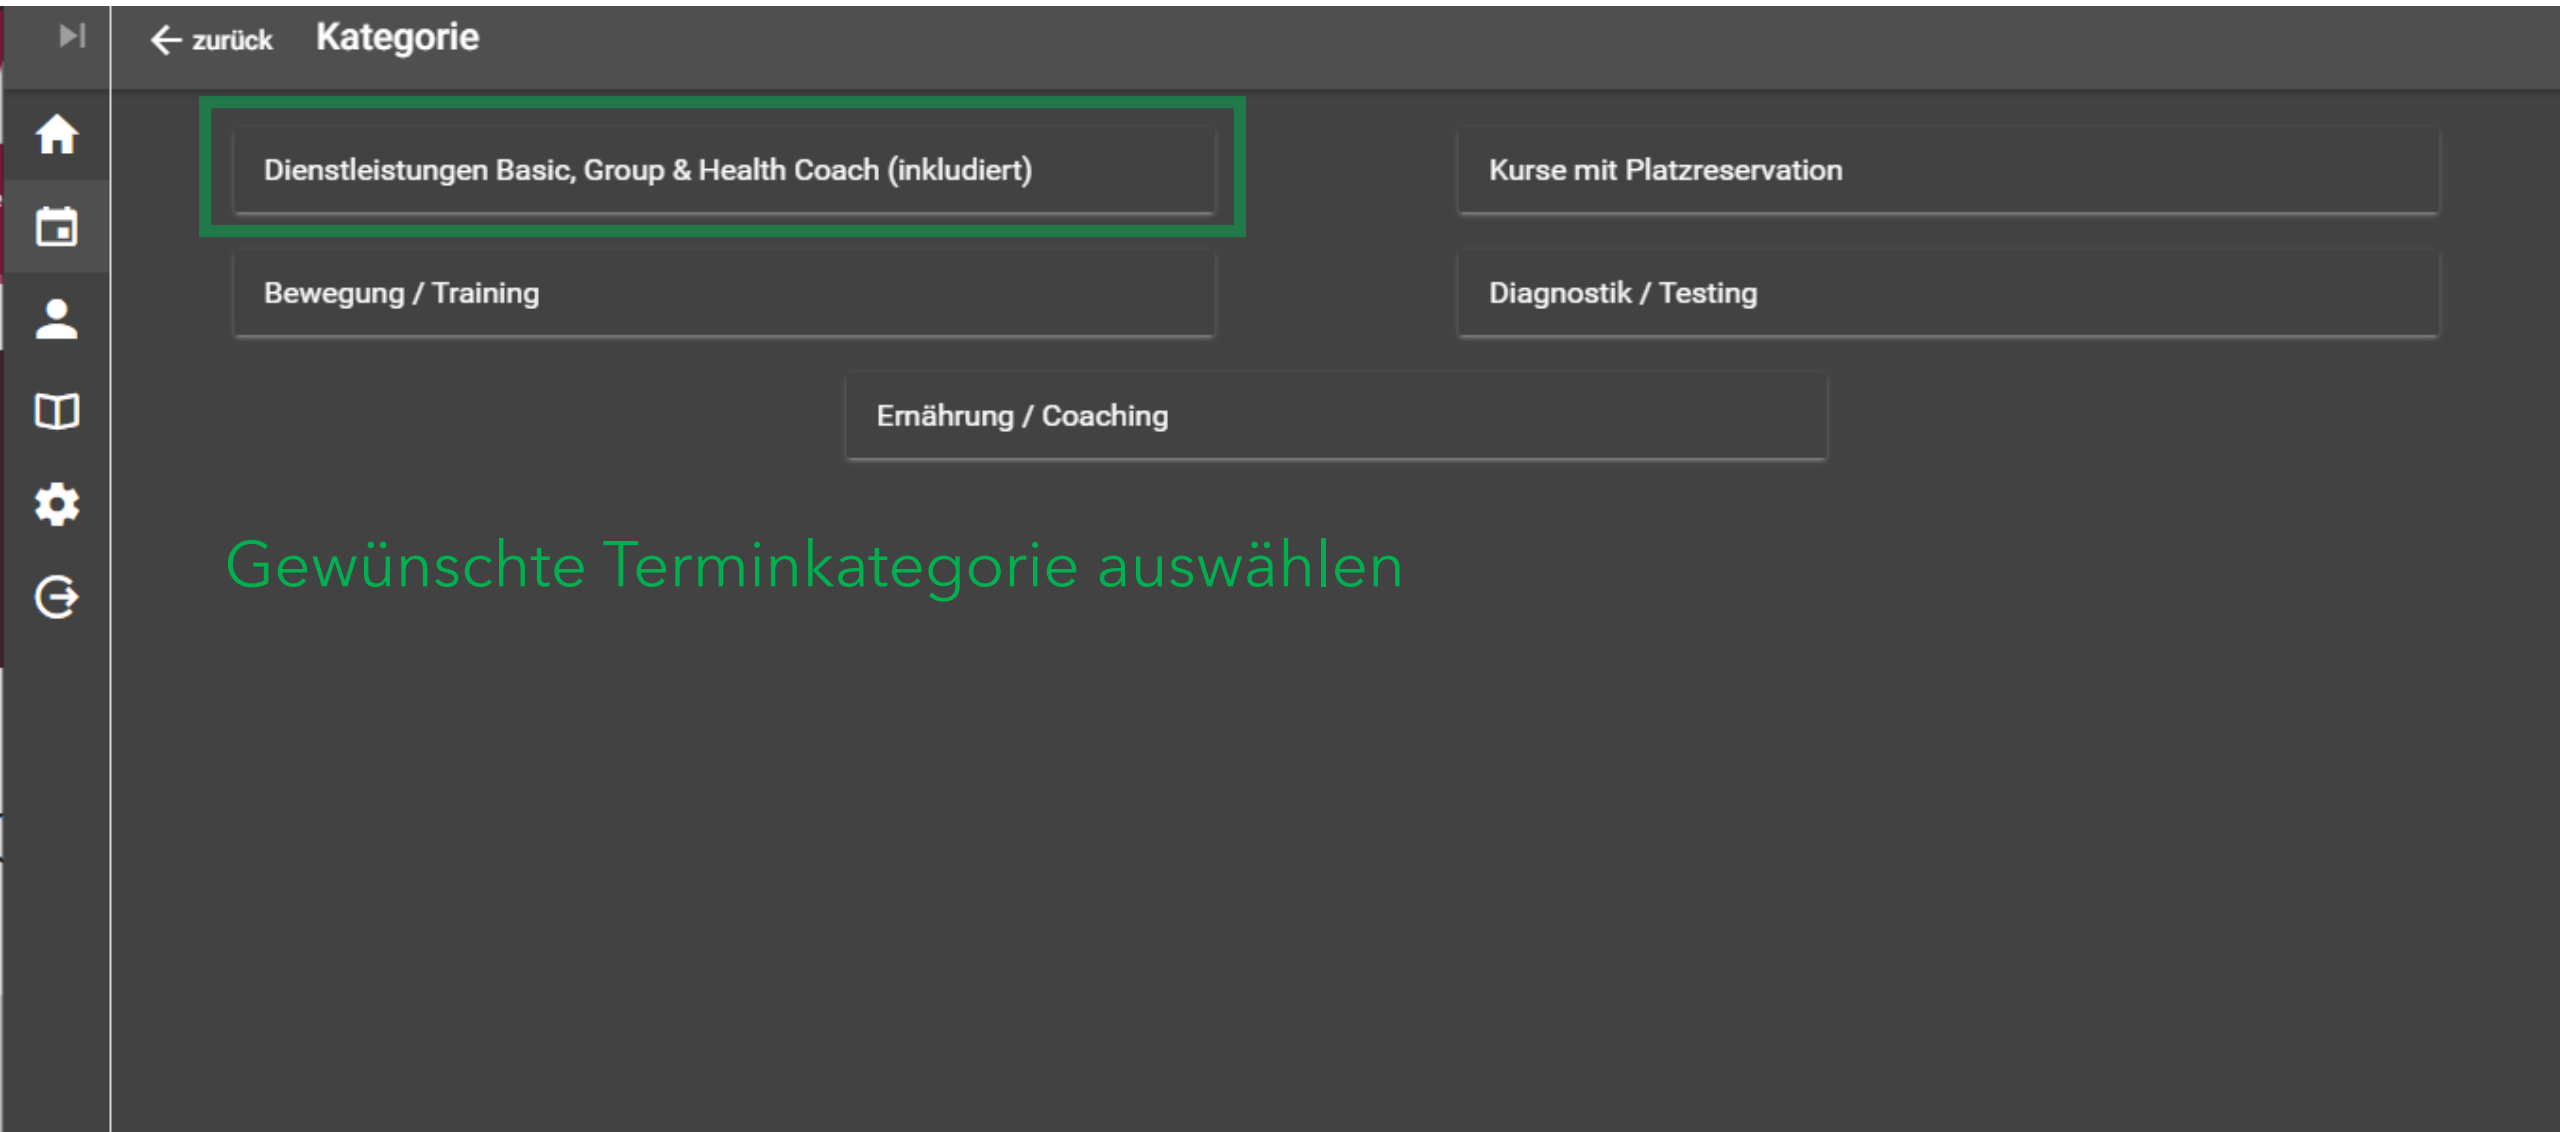 zurück Kategorie
Dienstleistungen Basic, Group & Health Coach (inkludiert)
Kurse mit Platzreservation
Bewegung / Training
Diagnostik / Testing
Ernährung / Coaching
Gewünschte Terminkategorie auswählen